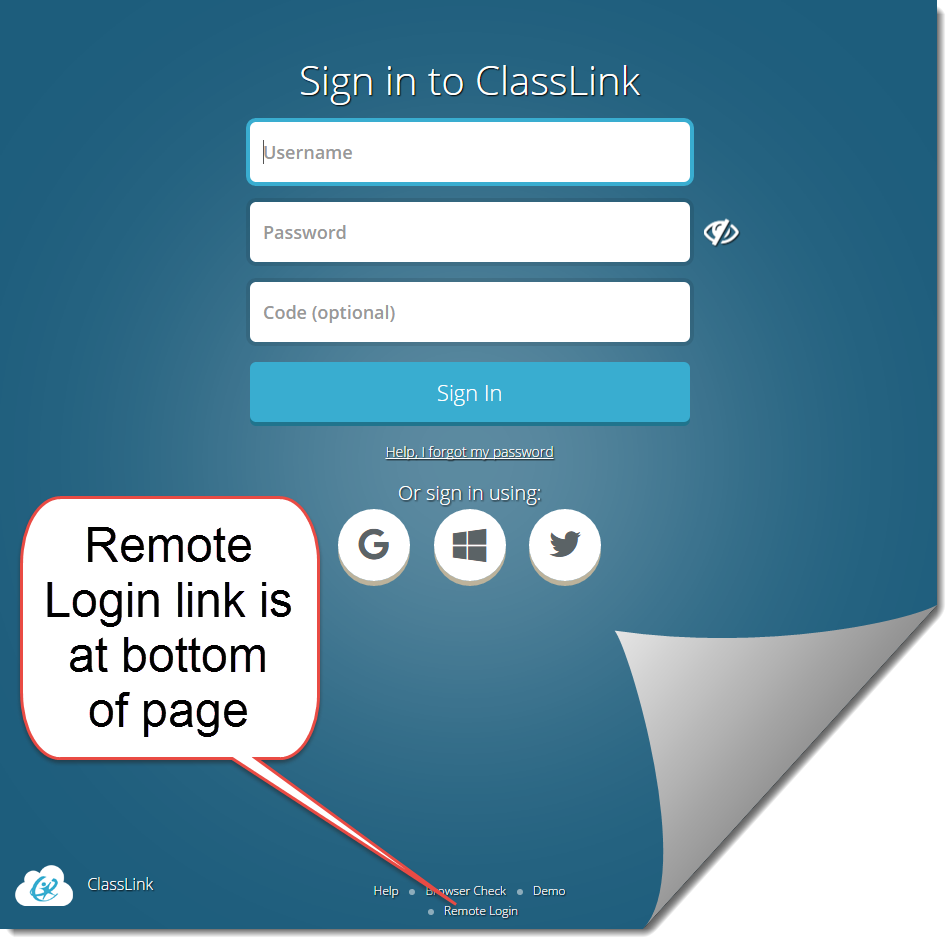 Sign in to ClassLink
Username
Password
Code (optional)
Sign In
Help, I forgot my password
Or sign in using:
Remote
Login link is
at bottom
of page
ClassLink
Help Browser Check Demo
Remote Login